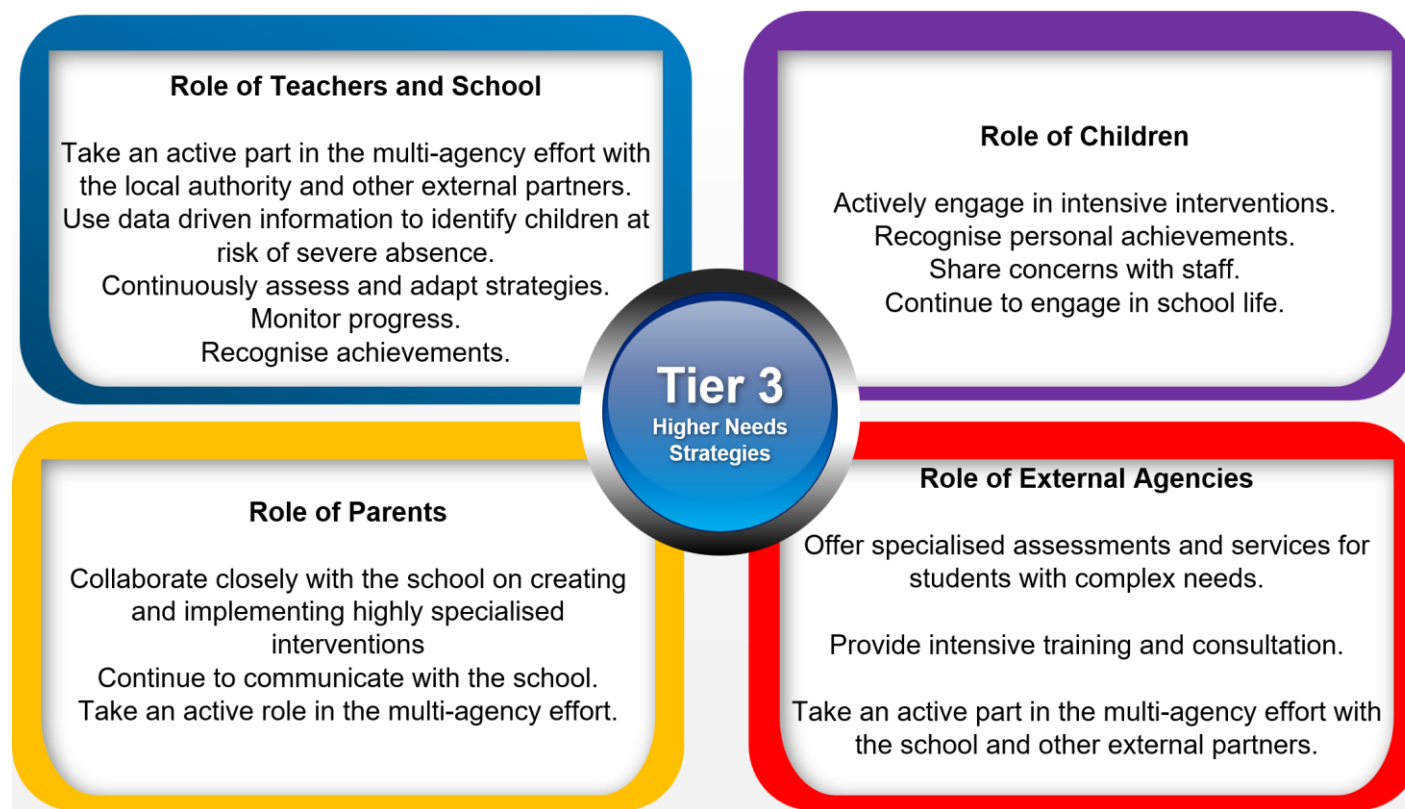 Role of Teachers and School
Take an active part in the multi-agency effort with
the local authority and other external partners.
Use data driven information to identify children at
risk of severe absence.
Continuously assess and adapt strategies.
Monitor progress.
Recognise achievements.
Role of Children
Actively engage in intensive interventions.
Recognise personal achievements.
Share concerns with staff.
Continue to engage in school life.
Tier 3
Higher Needs
Strategies
Role of Parents
Collaborate closely with the school on creating
and implementing highly specialised
interventions
Continue to communicate with the school.
Take an active role in the multi-agency effort.
Role of External Agencies
Offer specialised assessments and services for
students with complex needs.
Provide intensive training and consultation.
Take an active part in the multi-agency effort with
the school and other external partners.